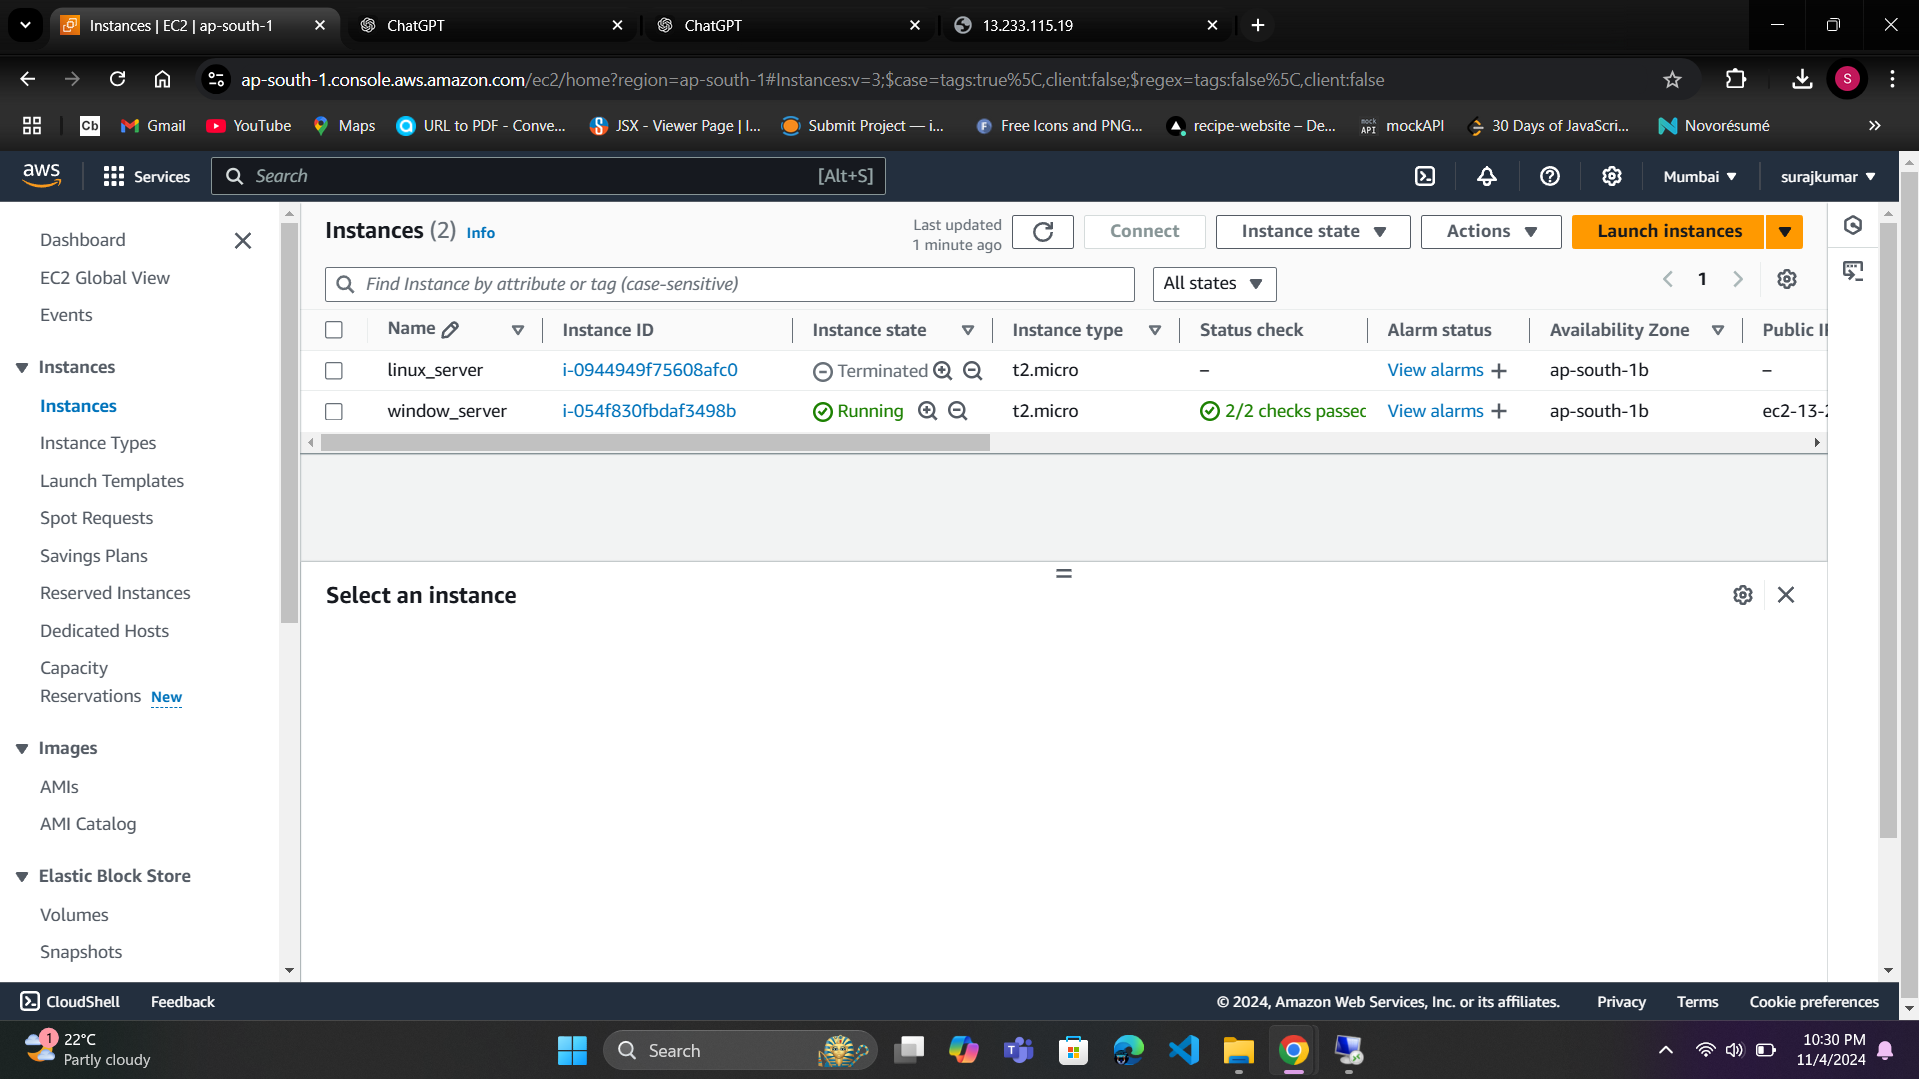 Instances | EC2 | ap-south-1
ChatGPT
ChatGPT
13.233.115.19
ap-south-1.console.aws.amazon.com/ec2/home?region=ap-south-1#Instances:v=3;$case=tags:true%5C,client:false;$regex=tags:false%5C,client:false
S
Cb
Gmail
YouTube
Maps
URL to PDF - Conve...
JSX - Viewer Page | I...
Submit Project — i...
Free Icons and PNG...
recipe-website – De...
mock API
mockAPI
30 Days of JavaScri...
Novorésumé
aws
Services
Search
[Alt+S]
Mumbai
surajkumar
Dashboard
EC2 Global View
Events
Instances
Instances
Instance Types
Launch Templates
Spot Requests
Savings Plans
Reserved Instances
Dedicated Hosts
Capacity
Reservations New
Images
AMIs
AMI Catalog
Elastic Block Store
Volumes
Snapshots
Instances (2) Info
Last updated
1 minute ago
Connect
Instance state
Actions
Launch instances
Find Instance by attribute or tag (case-sensitive)
All states
1
Name
Instance ID
Instance state
Instance type
Status check
Alarm status
Availability Zone
Public I
linux_server
i-0944949f75608afc0
Terminated
t2.micro
–
View alarms +
ap-south-1b
–
window_server
i-054f830fbdaf3498b
Running
t2.micro
2/2 checks passed
View alarms +
ap-south-1b
ec2-13-2
Select an instance
CloudShell
Feedback
© 2024, Amazon Web Services, Inc. or its affiliates.
Privacy
Terms
Cookie preferences
1
22°C
Partly cloudy
Search
10:30 PM
11/4/2024